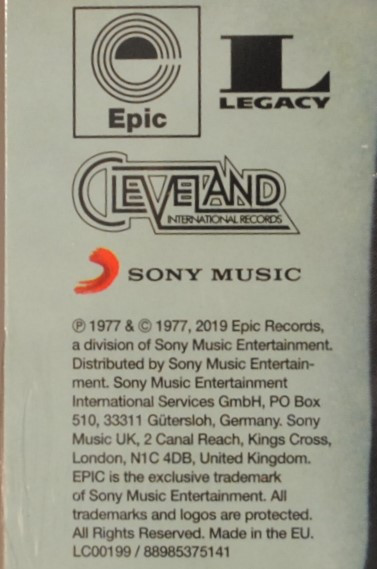 Epic
L
LEGACY
CLEVELAND
INTERNATIONAL RECORDS
SONY MUSIC
℗ 1977 & © 1977, 2019 Epic Records,
a division of Sony Music Entertainment.
Distributed by Sony Music Entertain-
ment. Sony Music Entertainment
International Services GmbH, PO Box
510, 33311 Gütersloh, Germany. Sony
Music UK, 2 Canal Reach, Kings Cross,
London, N1C 4DB, United Kingdom.
EPIC is the exclusive trademark
of Sony Music Entertainment. All
trademarks and logos are protected.
All Rights Reserved. Made in the EU.
LC00199 / 88985375141